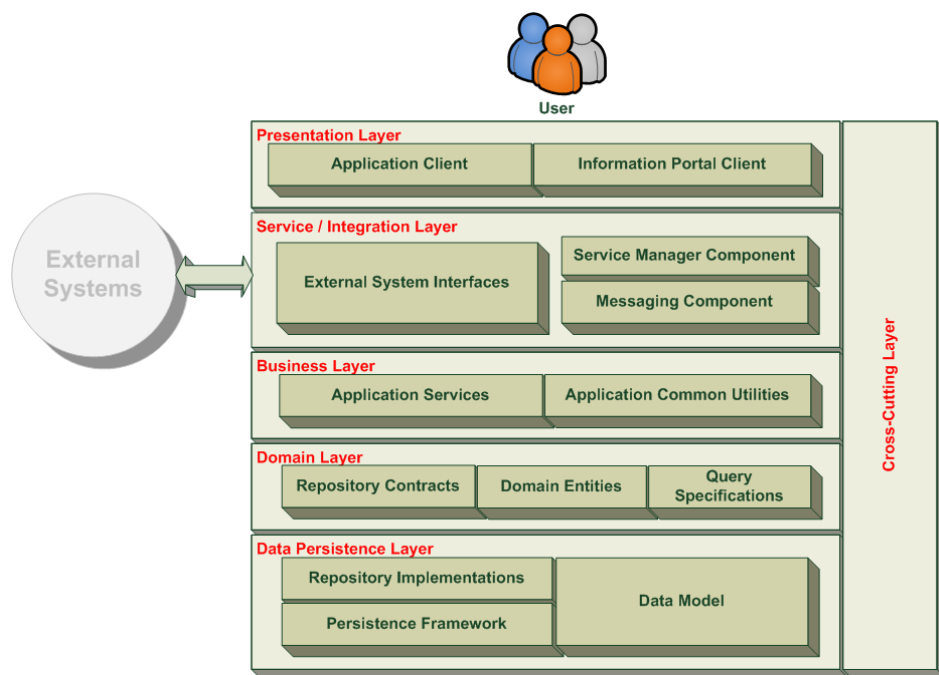 User
Presentation Layer
Application Client
Information Portal Client
Service / Integration Layer
External
Systems
External System Interfaces
Service Manager Component
Messaging Component
Business Layer
Application Services
Application Common Utilities
Domain Layer
Repository Contracts
Domain Entities
Query
Specifications
Data Persistence Layer
Repository Implementations
Persistence Framework
Data Model
Cross-Cutting Layer